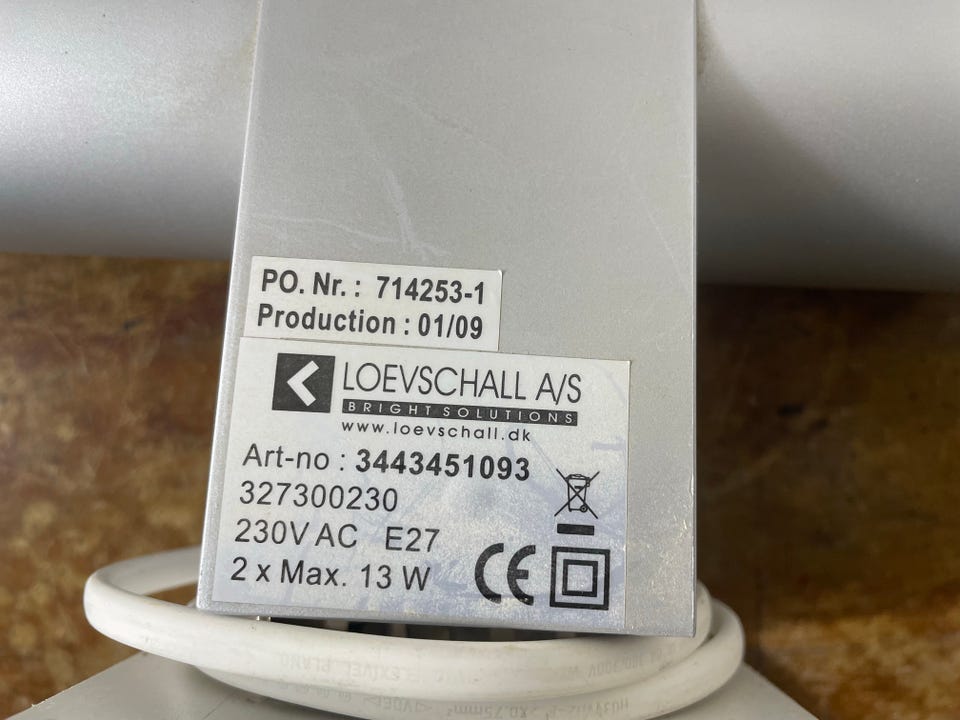 PO. Nr. : 714253-1
Production : 01/09
LOEVSCHALL A/S
BRIGHT SOLUTIONS
www.loevschall.dk
Art-no : 3443451093
327300230
230V AC E27
2 x Max. 13 W
CE